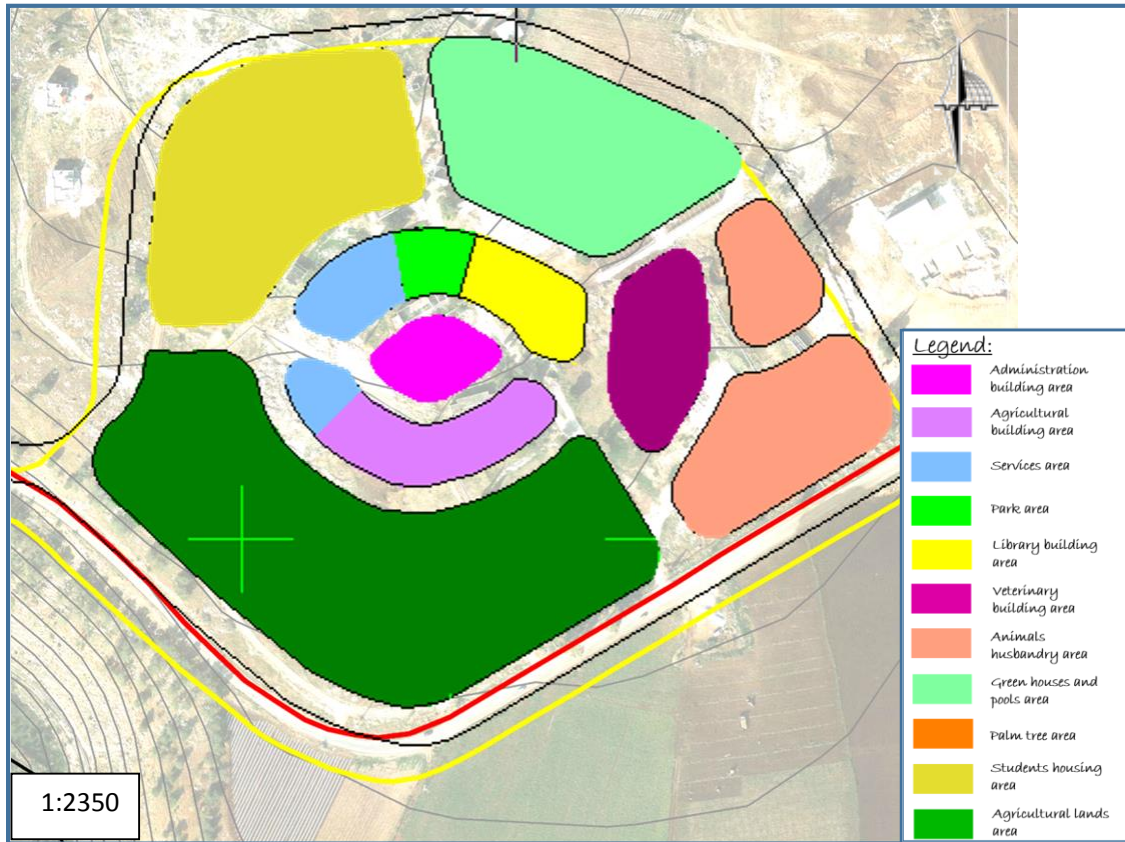 Legend:
Administration
building area
Agricultural
building area
Services area
Park area
Library building
area
Veterinary
building area
Animals
husbandry area
Green houses and
pools area
Palm tree area
Students housing
area
Agricultural lands
area
1:2350